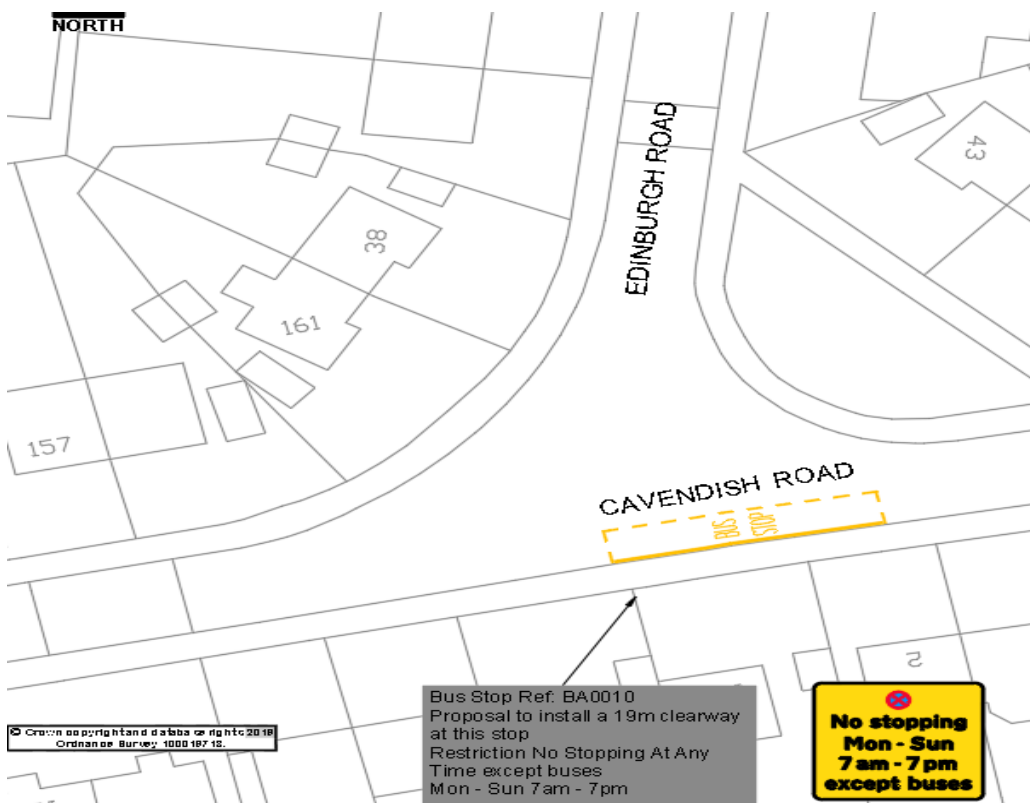 NORTH
EDINBURGH ROAD
43
38
161
157
CAVENDISH ROAD
BUS
STOP
2
Bus Stop Ref: BA0010
Proposal to install a 19m clearway
at this stop
Restriction No Stopping At Any
Time except buses
Mon - Sun 7am - 7pm
© Crown copyright and database rights 2019
Ordnance Survey 100019713.
No stopping
Mon - Sun
7 am - 7 pm
except buses